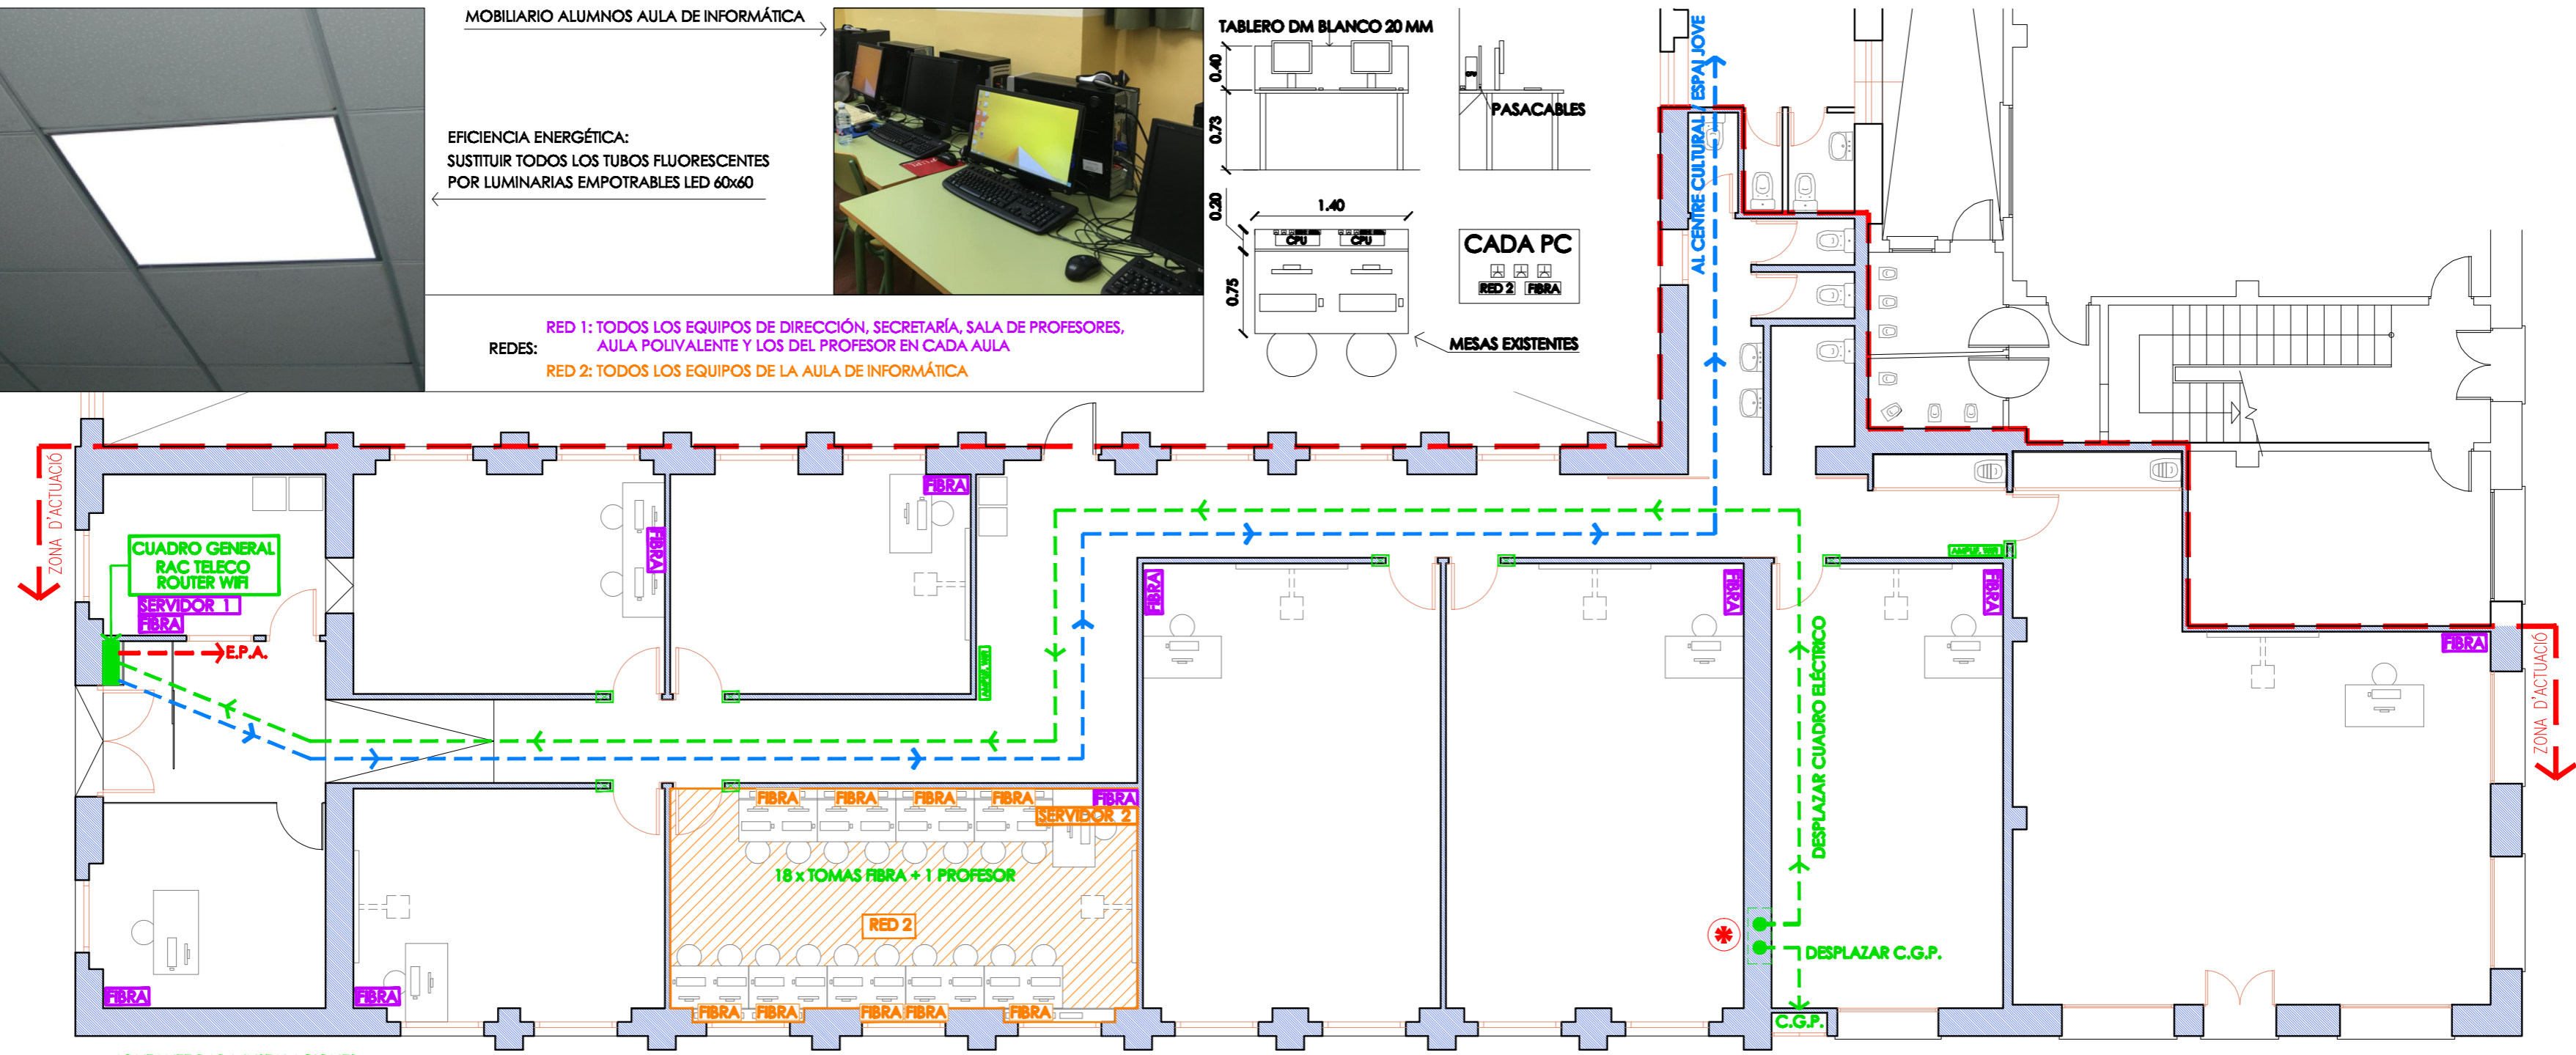 MOBILIARIO ALUMNOS AULA DE INFORMÁTICA
EFICIENCIA ENERGÉTICA:
SUSTITUIR TODOS LOS TUBOS FLUORESCENTES
POR LUMINARIAS EMPOTRABLES LED 60x60
REDES:
RED 1: TODOS LOS EQUIPOS DE DIRECCIÓN, SECRETARÍA, SALA DE PROFESORES,
AULA POLIVALENTE Y LOS DEL PROFESOR EN CADA AULA
RED 2: TODOS LOS EQUIPOS DE LA AULA DE INFORMÁTICA
TABLERO DM BLANCO 20 MM
0.40
0.73
CPU
PASACABLES
0.20
1.40
0.75
CPU
CPU
CADA PC
RED 2
FIBRA
MESAS EXISTENTES
AL CENTRE CULTURAL / ESPAI JOVE
ZONA D'ACTUACIÓ
CUADRO GENERAL
RAC TELECO
ROUTER WIFI
SERVIDOR 1
FIBRA
E.P.A.
FIBRA
FIBRA
AMPLIF. WIFI
FIBRA
FIBRA
FIBRA
AMPLIF. WIFI
FIBRA
ZONA D'ACTUACIÓ
DESPLAZAR CUADRO ELÉCTRICO
FIBRA
FIBRA
FIBRA
FIBRA
FIBRA
SERVIDOR 2
18 x TOMAS FIBRA + 1 PROFESOR
RED 2
DESPLAZAR C.G.P.
FIBRA
FIBRA
FIBRA
FIBRA
FIBRA
FIBRA
FIBRA
C.G.P.